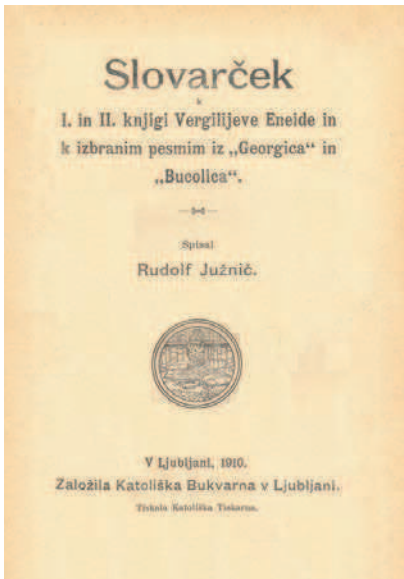 Slovarček
k
I. in II. knjigi Vergilijeve Eneide in
k izbranim pesmim iz „Georgica“ in
„Bucolica“.
Spisal
Rudolf Južnič.
V Ljubljani, 1910.
Založila Katoliška Bukvarna v Ljubljani.
Tiskala Katoliška Tiskarna.